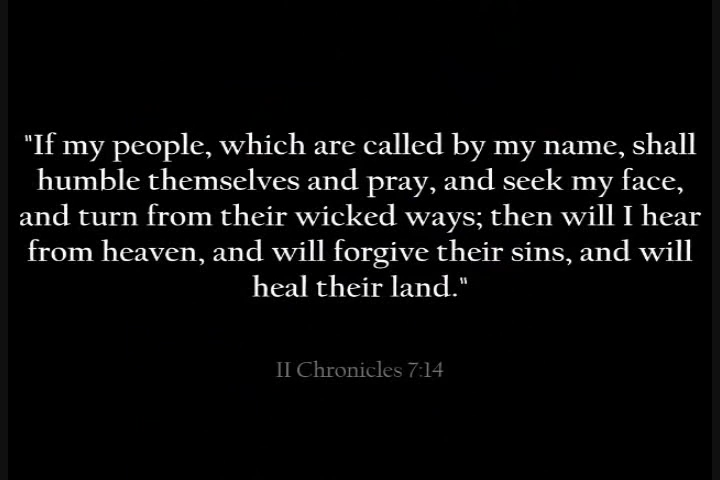 "If my people, which are called by my name, shall
humble themselves and pray, and seek my face,
and turn from their wicked ways; then will I hear
from heaven, and will forgive their sins, and will
heal their land."
II Chronicles 7:14